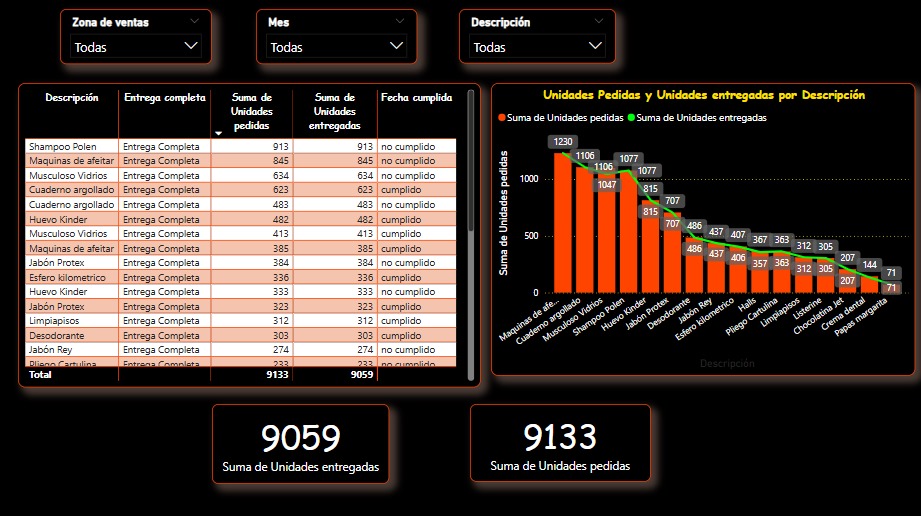 Zona de ventas
Todas
Mes
Todas
Descripción
Todas
Descripción Entrega completa Suma de Unidades pedidas Suma de Unidades entregadas Fecha cumplida
Shampoo Polen Entrega Completa 913 913 no cumplido
Maquinas de afeitar Entrega Completa 845 845 no cumplido
Musculoso Vidrios Entrega Completa 634 634 no cumplido
Cuaderno argollado Entrega Completa 623 623 cumplido
Cuaderno argollado Entrega Completa 483 483 no cumplido
Huevo Kinder Entrega Completa 482 482 cumplido
Musculoso Vidrios Entrega Completa 413 413 cumplido
Maquinas de afeitar Entrega Completa 385 385 cumplido
Jabón Protex Entrega Completa 384 384 no cumplido
Esfero kilometrico Entrega Completa 336 336 cumplido
Huevo Kinder Entrega Completa 333 333 no cumplido
Jabón Protex Entrega Completa 323 323 cumplido
Limpiapisos Entrega Completa 312 312 cumplido
Desodorante Entrega Completa 303 303 cumplido
Jabón Rey Entrega Completa 274 274 no cumplido
Pliego Cartulina Entrega Completa 233 233 no cumplido
Total 9133 9059
Unidades Pedidas y Unidades entregadas por Descripción
Suma de Unidades pedidas Suma de Unidades entregadas
Suma de Unidades pedidas
1000
500
0
1230
1106
1106
1047
1077
1077
815
815
707
707
486
486
437
437
407
406
367
357
363
363
312
312
305
305
207
207
144
71
71
Maquinas de afe...
Cuaderno argollado
Musculoso Vidrios
Shampoo Polen
Huevo Kinder
Jabón Protex
Desodorante
Jabón Rey
Esfero kilometrico
Halls
Pliego Cartulina
Limpiapisos
Listerine
Chocolatina Jet
Crema dental
Papas margarita
Descripción
9059
Suma de Unidades entregadas
9133
Suma de Unidades pedidas